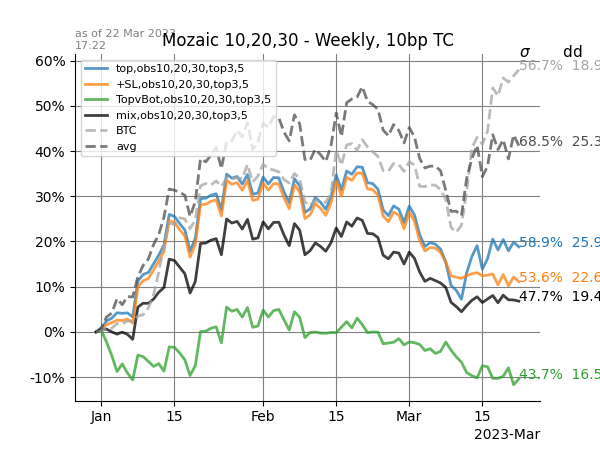 as of 22 Mar 2023
17:22
Mozaic 10,20,30 - Weekly, 10bp TC
σ dd
60%
50%
40%
30%
20%
10%
0%
-10%
top,obs10,20,30,top3,5
+SL,obs10,20,30,top3,5
TopvBot,obs10,20,30,top3,5
mix,obs10,20,30,top3,5
BTC
avg
56.7% 18.9
68.5% 25.3
58.9% 25.9
53.6% 22.6
47.7% 19.4
43.7% 16.5
Jan 15 Feb 15 Mar 15
2023-Mar